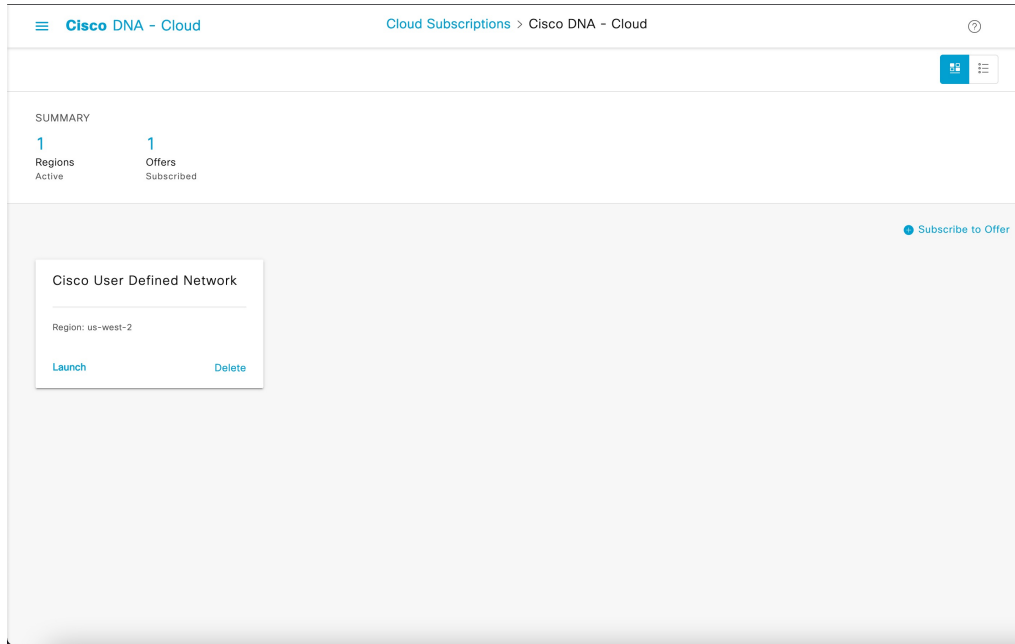 Cisco DNA - Cloud
Cloud Subscriptions > Cisco DNA - Cloud
SUMMARY
1 1
Regions Offers
Active Subscribed
Subscribe to Offer
Cisco User Defined Network
Region: us-west-2
Launch Delete